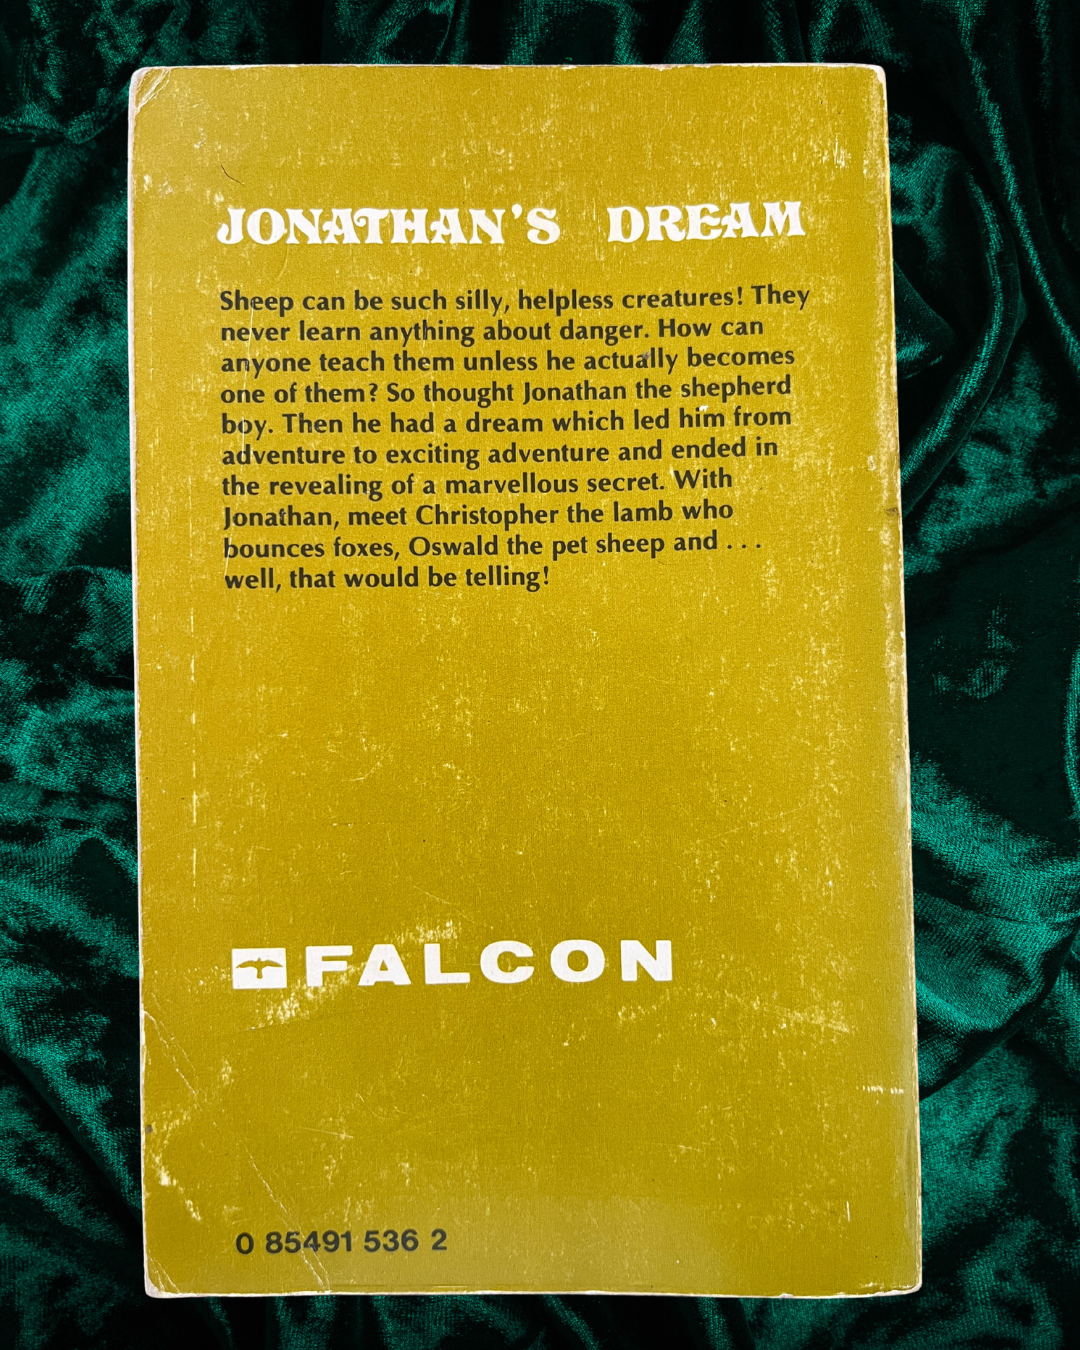 JONATHAN'S DREAM
Sheep can be such silly, helpless creatures! They
never learn anything about danger. How can
anyone teach them unless he actually becomes
one of them? So thought Jonathan the shepherd
boy. Then he had a dream which led him from
adventure to exciting adventure and ended in
the revealing of a marvellous secret. With
Jonathan, meet Christopher the lamb who
bounces foxes, Oswald the pet sheep and . . .
well, that would be telling!
FALCON
0 85491 536 2